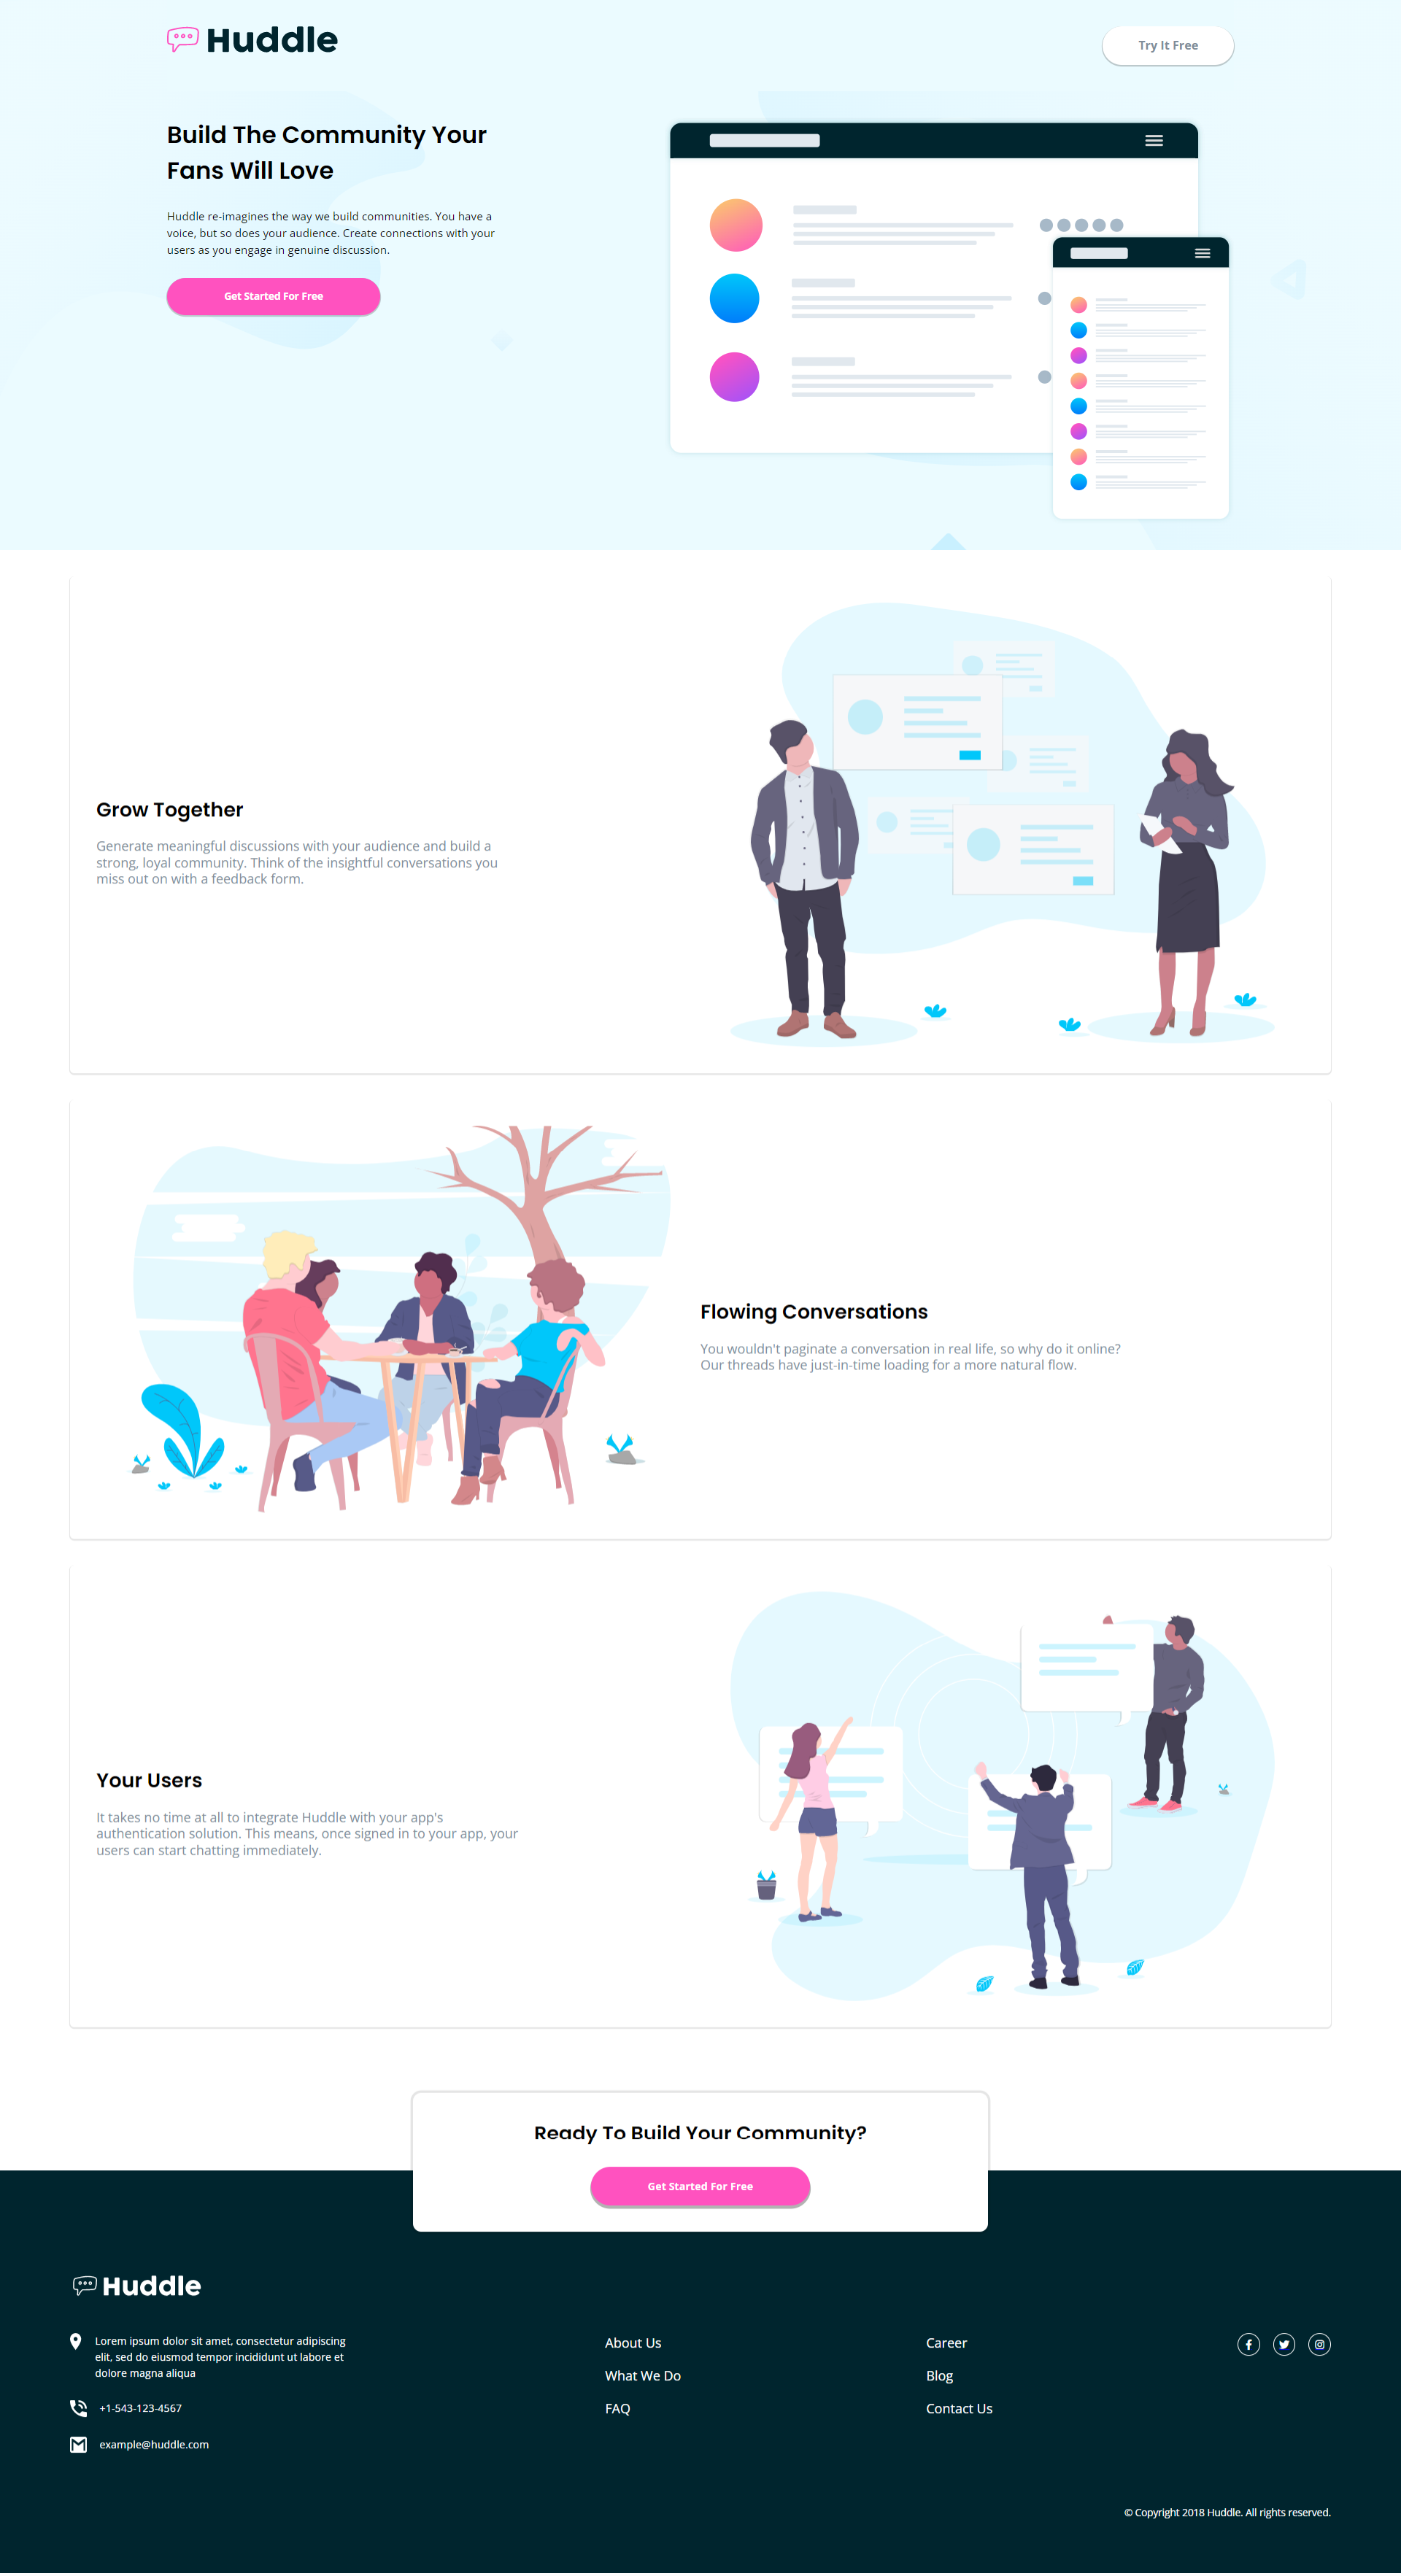 Huddle
Try It Free
Build The Community Your
Fans Will Love
Huddle re-imagines the way we build communities. You have a
voice, but so does your audience. Create connections with your
users as you engage in genuine discussion.
Get Started For Free
Grow Together
Generate meaningful discussions with your audience and build a
strong, loyal community. Think of the insightful conversations you
miss out on with a feedback form.
Flowing Conversations
You wouldn't paginate a conversation in real life, so why do it online?
Our threads have just-in-time loading for a more natural flow.
Your Users
It takes no time at all to integrate Huddle with your app's
authentication solution. This means, once signed in to your app, your
users can start chatting immediately.
Ready To Build Your Community?
Get Started For Free
Huddle
Lorem ipsum dolor sit amet, consectetur adipiscing
elit, sed do eiusmod tempor incididunt ut labore et
dolore magna aliqua
+1-543-123-4567
example@huddle.com
About Us
What We Do
FAQ
Career
Blog
Contact Us
© Copyright 2018 Huddle. All rights reserved.